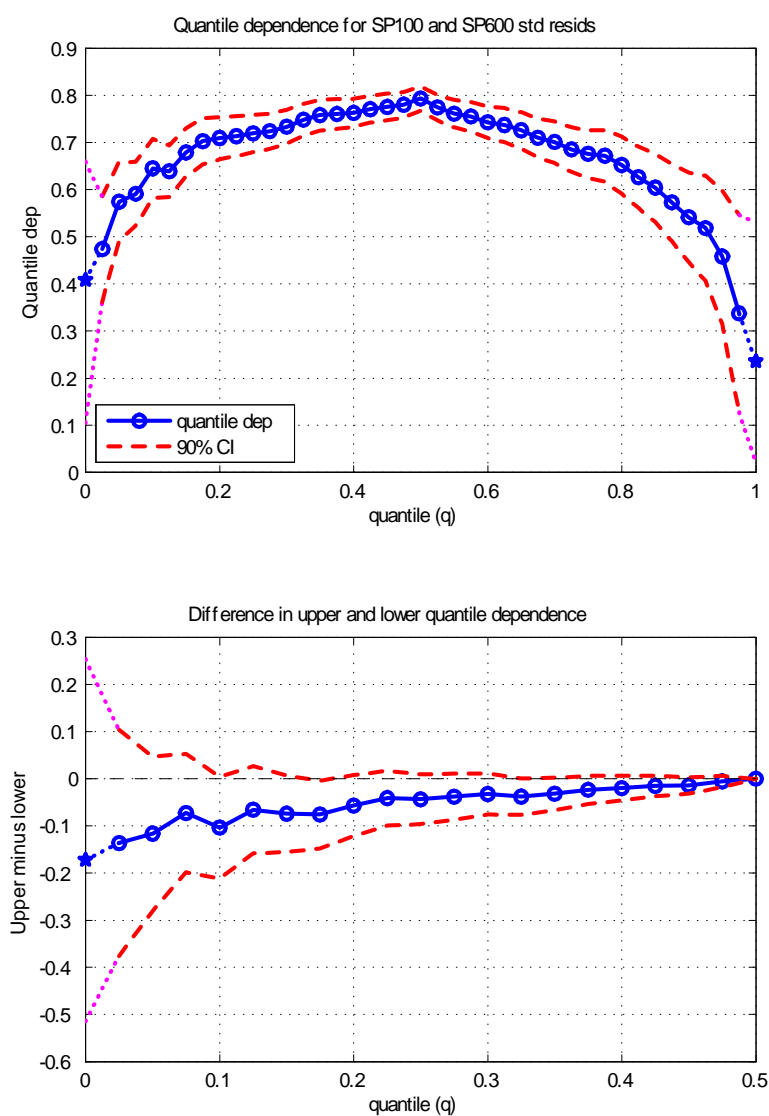 Quantile dependence for SP100 and SP600 std resids
0.9
0.8
0.7
0.6
0.5
0.4
0.3
0.2
0.1
0
Quantile dep
quantile dep
90% CI
0 0.2 0.4 0.6 0.8 1
quantile (q)
Difference in upper and lower quantile dependence
0.3
0.2
0.1
0
-0.1
-0.2
-0.3
-0.4
-0.5
-0.6
Upper minus lower
0 0.1 0.2 0.3 0.4 0.5
quantile (q)